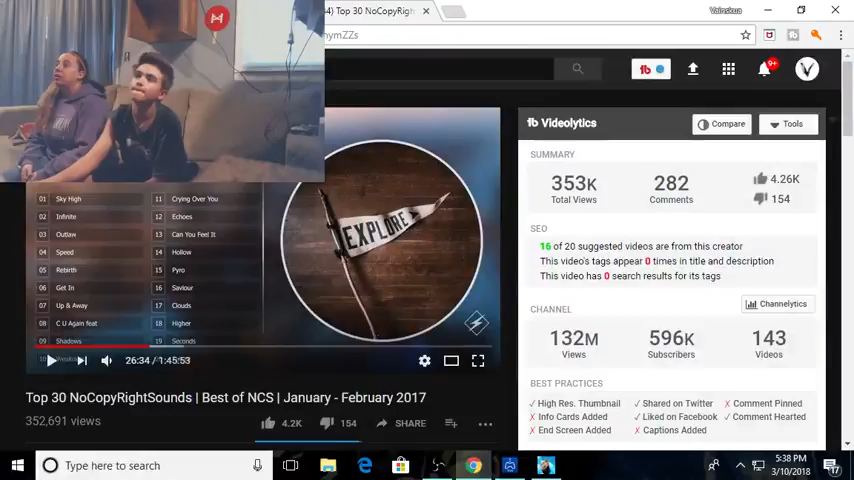 Vainskua
4) Top 30 NoCopyRigh
ymZZs
9+
01 Sky High 11 Crying Over You
02 Infinite 12 Echoes
03 Outlaw 13 Can You Feel It
04 Speed 14 Hollow
05 Rebirth 15 Pyro
06 Get In 16 Saviour
07 Up & Away 17 Clouds
08 C U Again feat 18 Higher
09 Shadows 19 Seconds
EXPLORE
26:34 / 1:45:53
Top 30 NoCopyRightSounds | Best of NCS | January - February 2017
352,691 views
4.2K 154 SHARE
Videolytics Compare Tools
SUMMARY
353K 282 4.26K
Total Views Comments 154
SEO
16 of 20 suggested videos are from this creator
This video's tags appear 0 times in title and description
This video has 0 search results for its tags
CHANNEL Channelytics
132M 596K 143
Views Subscribers Videos
BEST PRACTICES
✓ High Res. Thumbnail ✓ Shared on Twitter ✗ Comment Pinned
✗ Info Cards Added ✓ Liked on Facebook ✓ Comment Hearted
✗ End Screen Added ✗ Captions Added
Type here to search
5:38 PM
3/10/2018
17